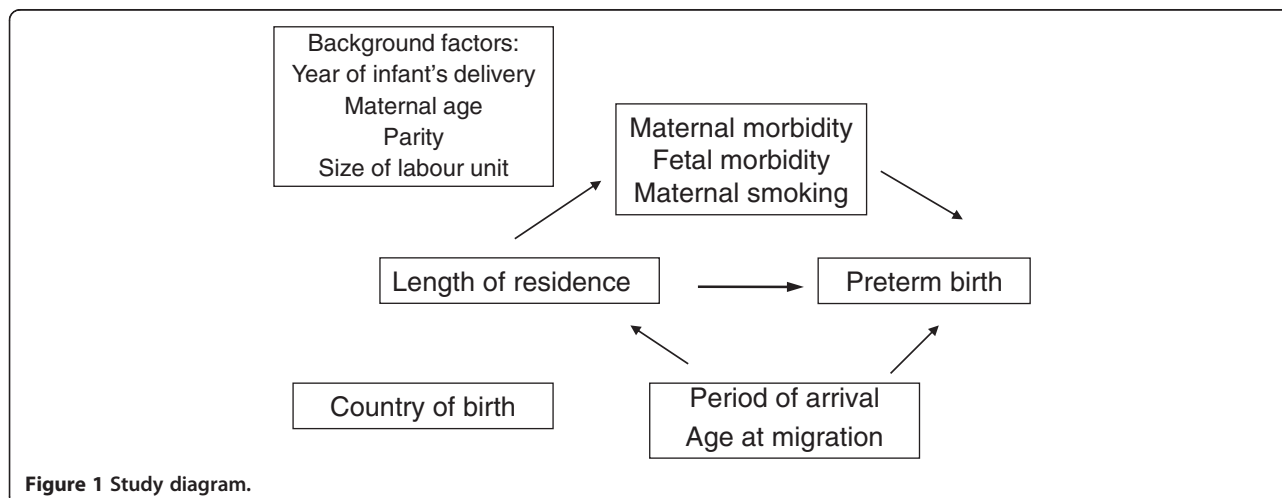 Background factors:
Year of infant's delivery
Maternal age
Parity
Size of labour unit
Maternal morbidity
Fetal morbidity
Maternal smoking
Length of residence
Preterm birth
Country of birth
Period of arrival
Age at migration
Figure 1 Study diagram.